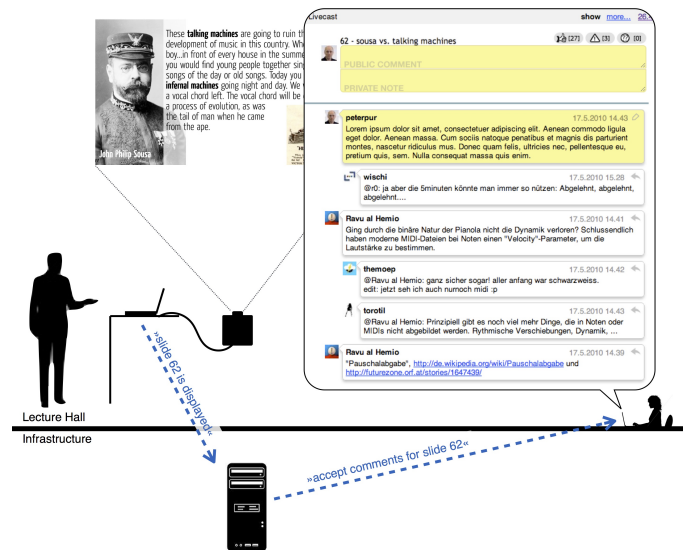 These talking machines are going to ruin th
development of music in this country. Wh
boy...in front of every house in the summe
you would find young people together sin
songs of the day or old songs. Today you
infernal machines going night and day. We
a vocal chord left. The vocal chord will be
a process of evolution, as was
the tail of man when he came
from the ape.
John Philip Sousa
Livecast
show more... 26.
62 - sousa vs. talking machines
[27] [3] [0]
PUBLIC COMMENT
PRIVATE NOTE
peterpur 17.5.2010 14.43
Lorem ipsum dolor sit amet, consectetuer adipiscing elit. Aenean commodo ligula
eget dolor. Aenean massa. Cum sociis natoque penatibus et magnis dis parturient
montes, nascetur ridiculus mus. Donec quam felis, ultricies nec, pellentesque eu,
pretium quis, sem. Nulla consequat massa quis enim.
wischi 17.5.2010 15.28
@r0: ja aber die 5minuten könnte man immer so nützen: Abgelehnt, abgelehnt,
abgelehnt....
Ravu al Hemio 17.5.2010 14.41
Ging durch die binäre Natur der Pianola nicht die Dynamik verloren? Schlussendlich
haben moderne MIDI-Dateien bei Noten einen "Velocity"-Parameter, um die
Lautstärke zu bestimmen.
themoep 17.5.2010 14.42
@Ravu al Hemio: ganz sicher sogar! aller anfang war schwarzweiss.
edit: jetzt seh ich auch nurnoch midi :p
torotil 17.5.2010 14.43
@Ravu al Hemio: Prinzipiell gibt es noch viel mehr Dinge, die in Noten oder
MIDIs nicht abgebildet werden. Rythmische Verschiebungen, Dynamik, ...
Ravu al Hemio 17.5.2010 14.39
"Pauschalabgabe", http://de.wikipedia.org/wiki/Pauschalabgabe und
http://futurezone.orf.at/stories/1647439/
»slide 62 is displayed«
Lecture Hall
Infrastructure
»accept comments for slide 62«